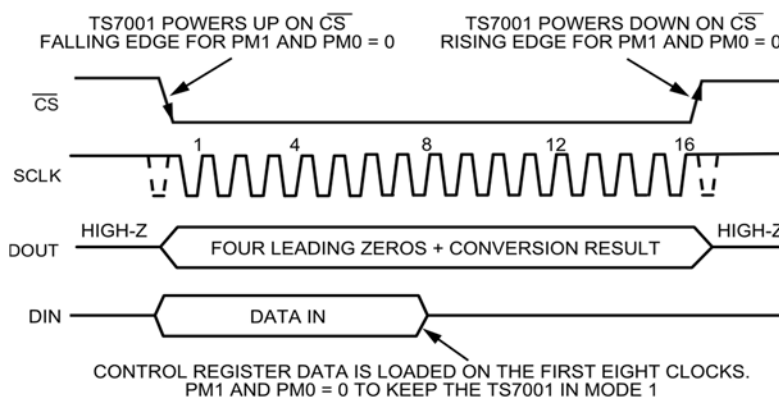 TS7001 POWERS UP ON CS
FALLING EDGE FOR PM1 AND PM0 = 0
TS7001 POWERS DOWN ON CS
RISING EDGE FOR PM1 AND PM0 = 0
CS
1 4 8 12 16
SCLK
HIGH-Z
HIGH-Z
DOUT
FOUR LEADING ZEROS + CONVERSION RESULT
DIN
DATA IN
CONTROL REGISTER DATA IS LOADED ON THE FIRST EIGHT CLOCKS.
PM1 AND PM0 = 0 TO KEEP THE TS7001 IN MODE 1